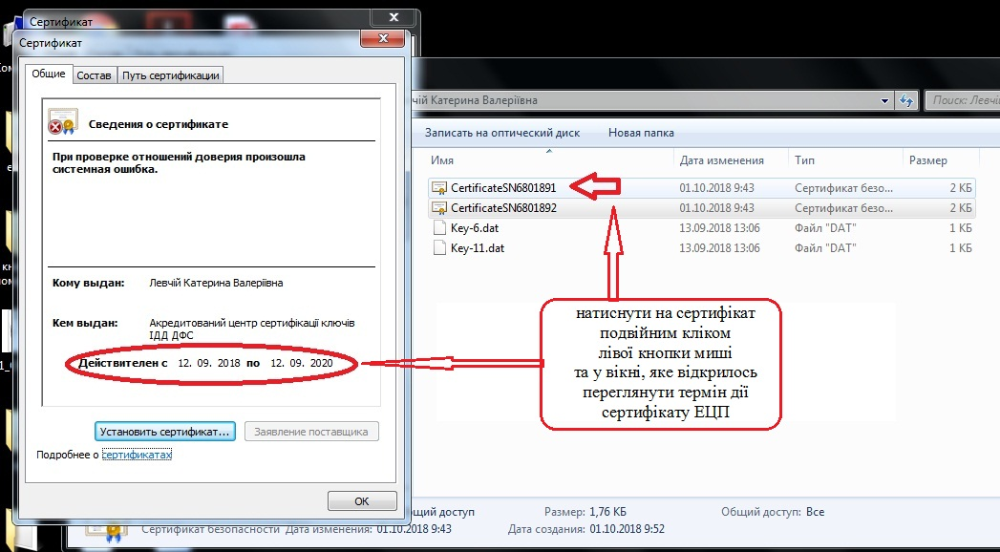 Сертификат
Сертификат
Общие
Состав
Путь сертификации
Сведения о сертификате
При проверке отношений доверия произошла
системная ошибка.
Кому выдан: Левчій Катерина Валеріївна
Кем выдан: Акредитований центр сертифікації ключів
ІДД ДФС
Действителен с 12. 09. 2018 по 12. 09. 2020
Установить сертификат...
Заявление поставщика
Подробнее о сертификатах
ОК
Катерина Валеріївна
Поиск: Левчі
Записать на оптический диск
Новая папка
Имя Дата изменения Тип Размер
CertificateSN6801891 01.10.2018 9:43 Сертификат безо... 2 КБ
CertificateSN6801892 01.10.2018 9:43 Сертификат безо... 2 КБ
Key-6.dat 13.09.2018 13:06 Файл "DAT" 1 КБ
Key-11.dat 13.09.2018 13:06 Файл "DAT" 1 КБ
натиснути на сертифікат
подвійним кліком
лівої кнопки миші
та у вікні, яке відкрилось
переглянути термін дії
сертифікату ЕЦП
доступ Размер: 1,76 КБ Общий доступ: Все
Сертификат безопасности Дата изменения: 01.10.2018 9:43 Дата создания: 01.10.2018 9:52